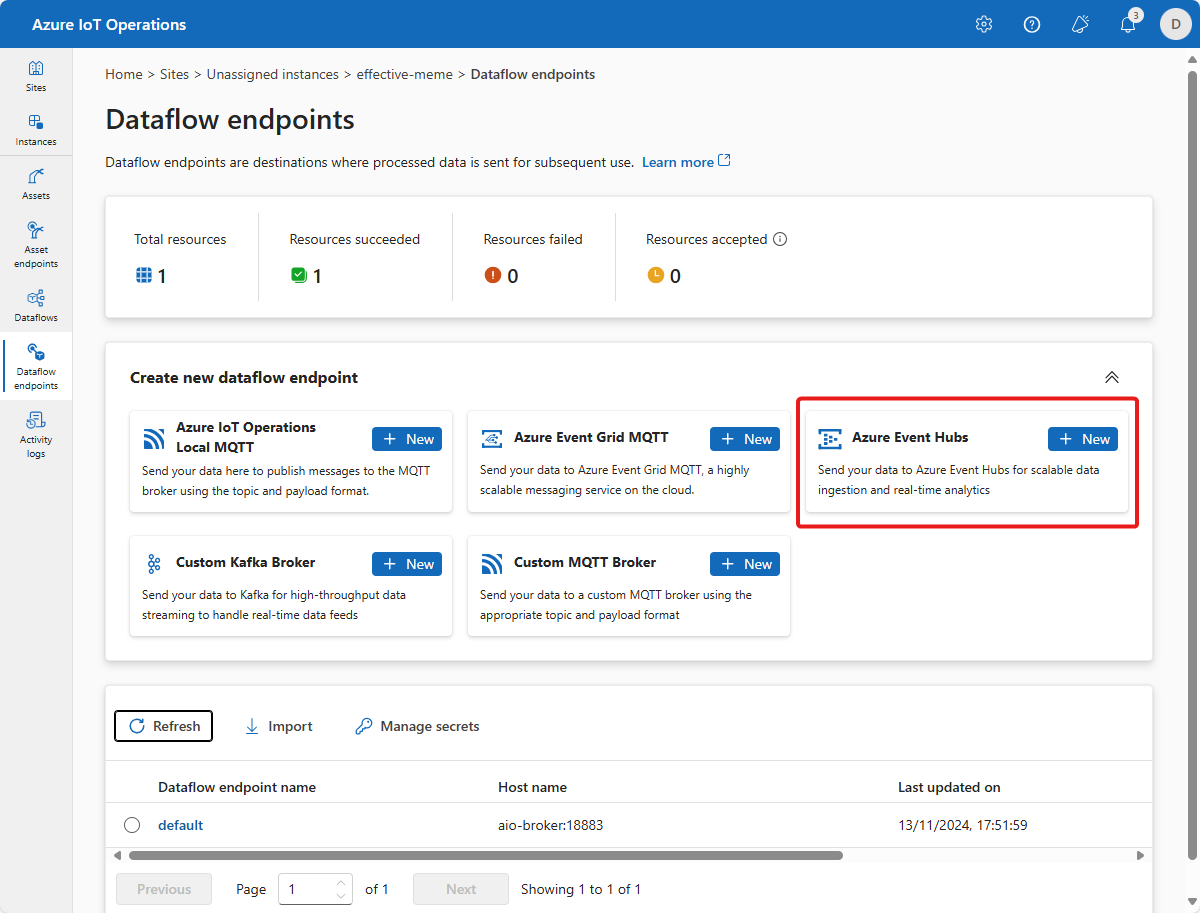 Azure IoT Operations
3
D
Sites
Instances
Assets
Asset
endpoints
Dataflows
Dataflow
endpoints
Activity
logs
Home > Sites > Unassigned instances > effective-meme > Dataflow endpoints
Dataflow endpoints
Dataflow endpoints are destinations where processed data is sent for subsequent use. Learn more
Total resources
1
Resources succeeded
1
Resources failed
0
Resources accepted
0
Create new dataflow endpoint
Azure IoT Operations
Local MQTT
+ New
Send your data here to publish messages to the MQTT
broker using the topic and payload format.
Azure Event Grid MQTT
+ New
Send your data to Azure Event Grid MQTT, a highly
scalable messaging service on the cloud.
Azure Event Hubs
+ New
Send your data to Azure Event Hubs for scalable data
ingestion and real-time analytics
Custom Kafka Broker
+ New
Send your data to Kafka for high-throughput data
streaming to handle real-time data feeds
Custom MQTT Broker
+ New
Send your data to a custom MQTT broker using the
appropriate topic and payload format
Refresh Import Manage secrets
Dataflow endpoint name Host name Last updated on
default aio-broker:18883 13/11/2024, 17:51:59
Previous Page 1 of 1 Next Showing 1 to 1 of 1